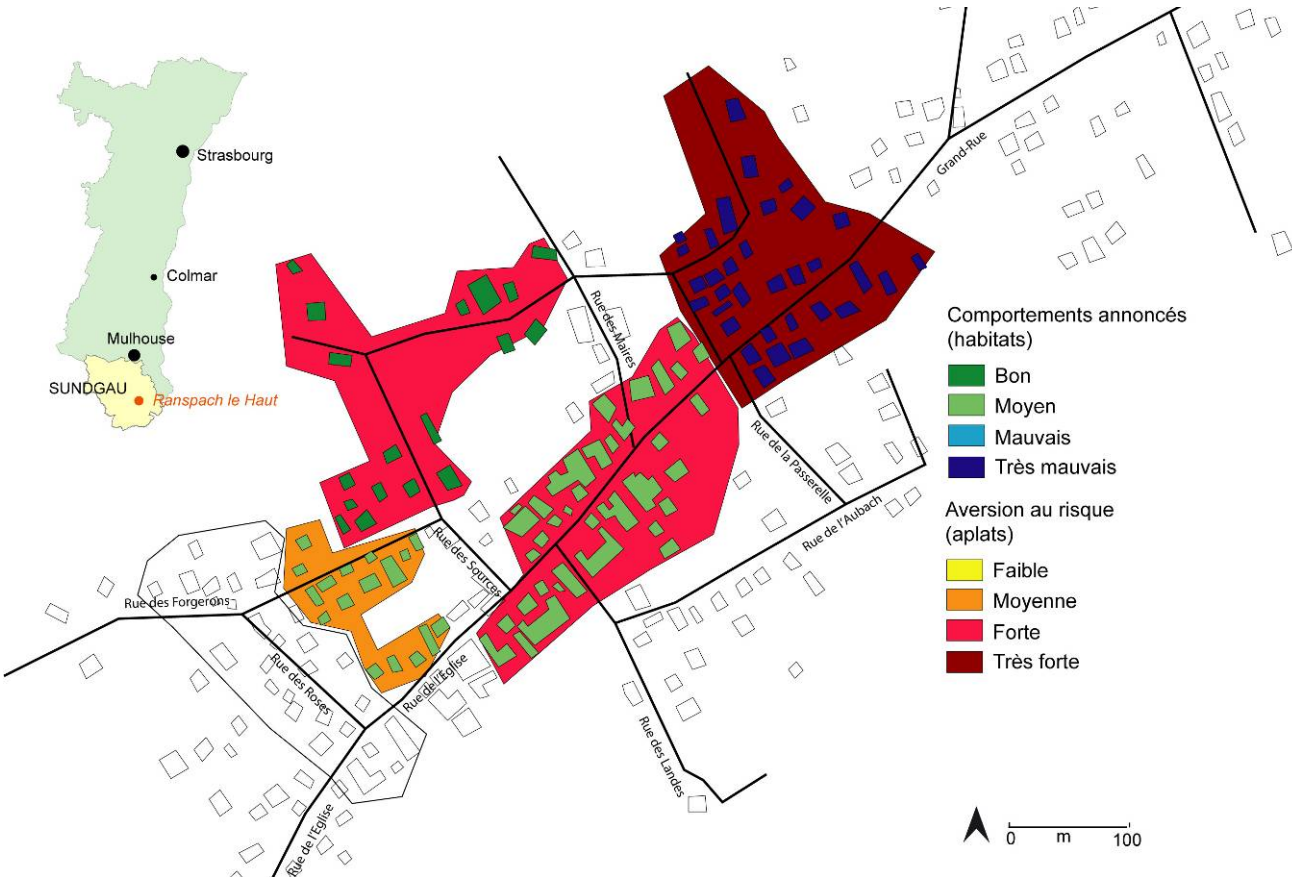 Strasbourg
Colmar
Mulhouse
SUNDGAU
Ranspach le Haut
Grand-Rue
Rue des Maires
Rue de la Passerelle
Rue de l'Aubach
Rue des Sources
Rue des Forgerons
Rue des Roses
Rue de l'Eglise
Rue des Landes
Rue de l'Eglise
Comportements annoncés
(habitats)
Bon
Moyen
Mauvais
Très mauvais
Aversion au risque
(aplats)
Faible
Moyenne
Forte
Très forte
0 m 100